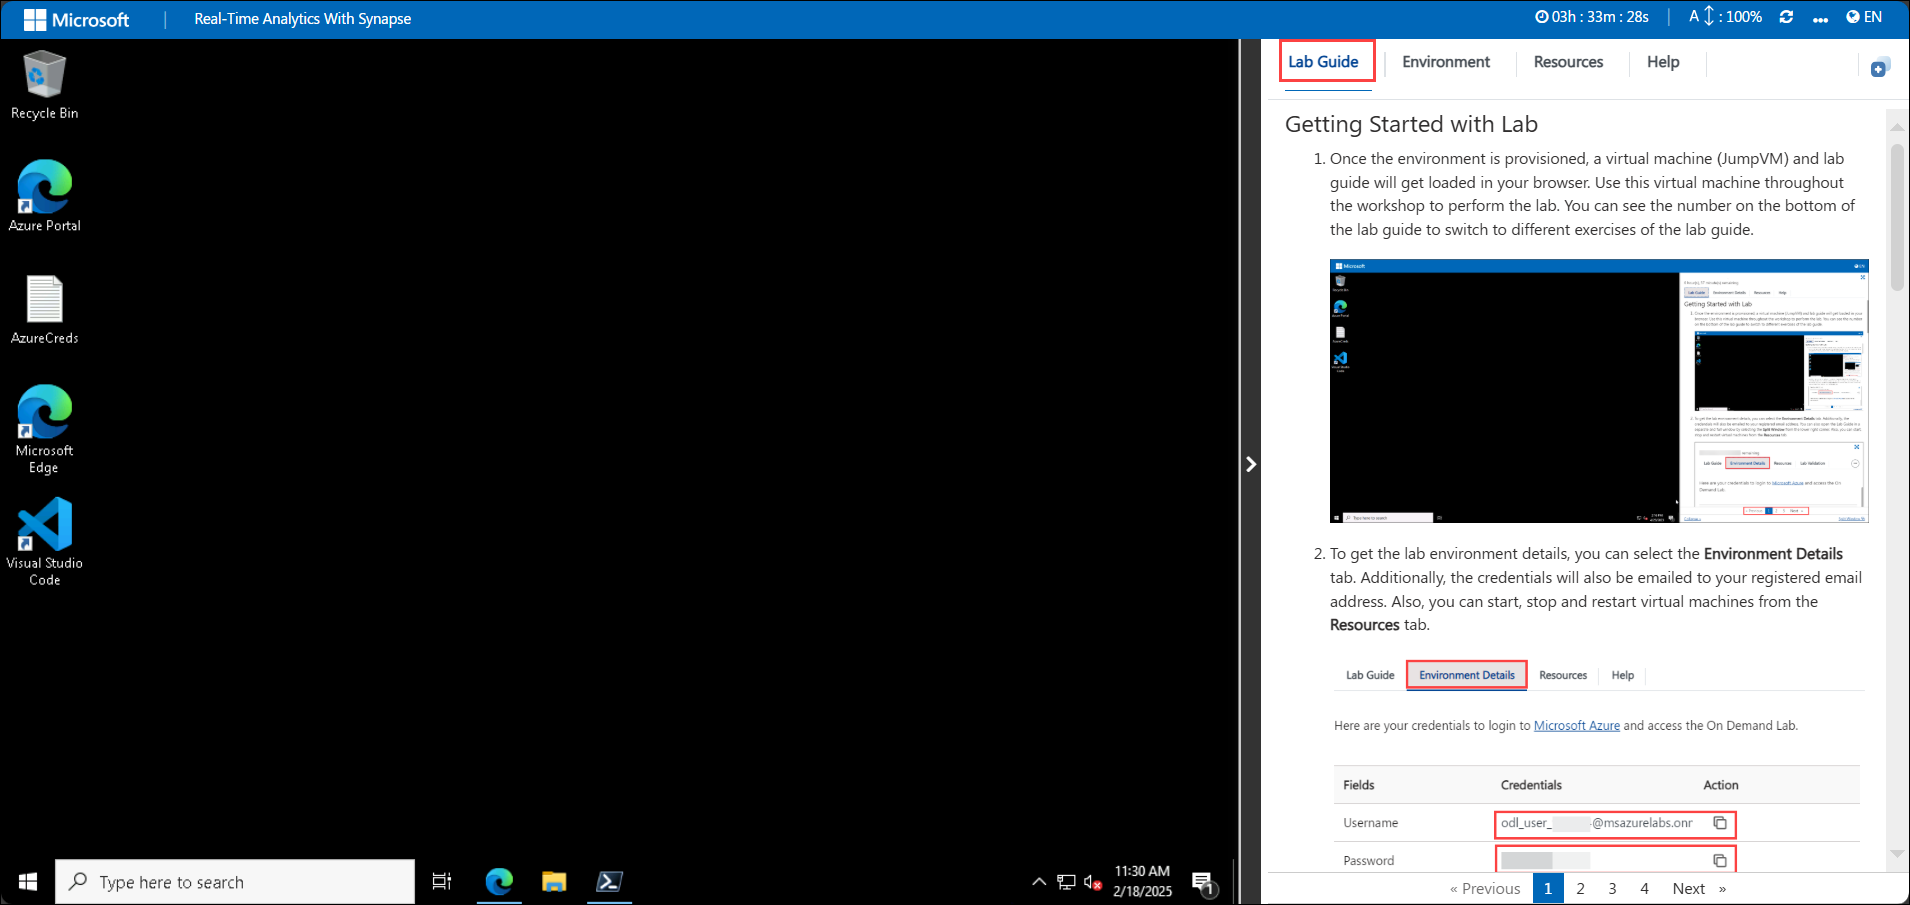 Microsoft | Real-Time Analytics With Synapse
03h : 33m : 28s | A : 100% ... EN
Recycle Bin
Azure Portal
AzureCreds
Microsoft
Edge
Visual Studio
Code
Type here to search
11:30 AM
2/18/2025
1
Lab Guide
Environment
Resources
Help
Getting Started with Lab
1. Once the environment is provisioned, a virtual machine (JumpVM) and lab
guide will get loaded in your browser. Use this virtual machine throughout
the workshop to perform the lab. You can see the number on the bottom of
the lab guide to switch to different exercises of the lab guide.
Microsoft
Getting Started with Lab
2. To get the lab environment details, you can select the Environment Details
tab. Additionally, the credentials will also be emailed to your registered email
address. Also, you can start, stop and restart virtual machines from the
Resources tab.
Lab Guide
Environment Details
Resources
Help
Here are your credentials to login to Microsoft Azure and access the On Demand Lab.
Fields Credentials Action
Username odl_user_ @msazurelabs.onr
Password
« Previous 1 2 3 4 Next »